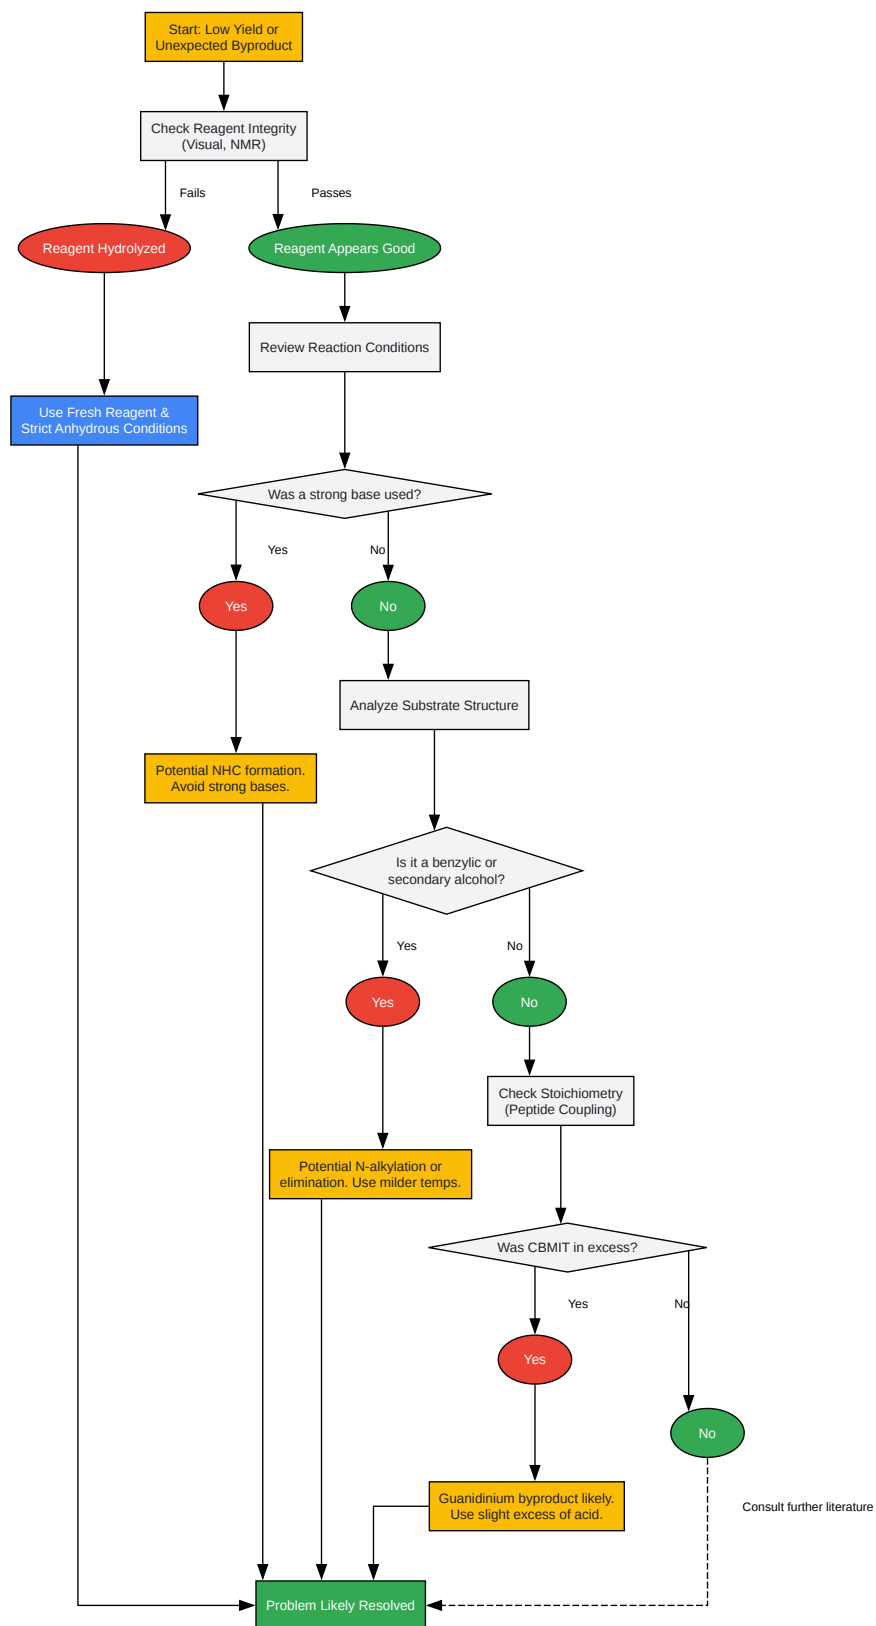 Start: Low Yield or
Unexpected Byproduct
Check Reagent Integrity
(Visual, NMR)
Fails
Passes
Reagent Hydrolyzed
Reagent Appears Good
Review Reaction Conditions
Use Fresh Reagent &
Strict Anhydrous Conditions
Was a strong base used?
Yes
No
Yes
No
Analyze Substrate Structure
Potential NHC formation.
Avoid strong bases.
Is it a benzylic or
secondary alcohol?
Yes
No
Yes
No
Check Stoichiometry
(Peptide Coupling)
Potential N-alkylation or
elimination. Use milder temps.
Was CBMIT in excess?
Yes
No
Yes
No
Guanidinium byproduct likely.
Use slight excess of acid.
Consult further literature
Problem Likely Resolved